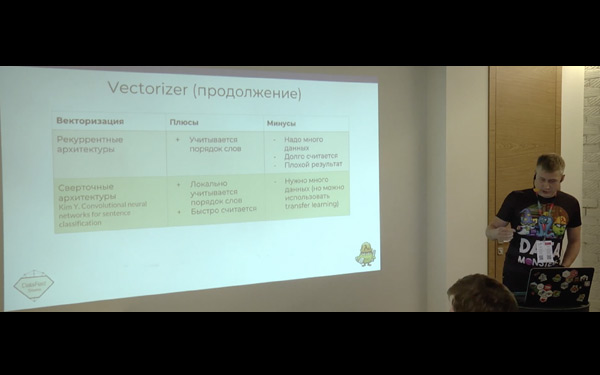 Vectorizer (продолжение)
Векторизация Плюсы Минусы
Рекуррентные архитектуры
+ Учитывается порядок слов
- Надо много данных
- Долго считается
- Плохой результат
Сверточные архитектуры
Kim Y. Convolutional neural networks for sentence classification
+ Локально учитывается порядок слов
+ Быстро считается
- Нужно много данных (но можно использовать transfer learning)
DATA
MONSTERS